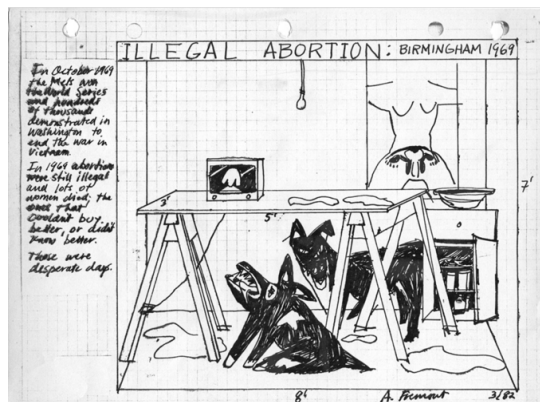 ILLEGAL ABORTION: BIRMINGHAM 1969
In October 1969
the Mets won
the World Series
and hundreds
of thousands
demonstrated in
Washington to
end the war in
Vietnam.
In 1969 abortions
were still illegal
and lots of
women died; the
ones that
couldn't buy
better, or didn't
know better.
Those were
desperate days.
3'
5'
7'
8'
A. Fremont 3/82